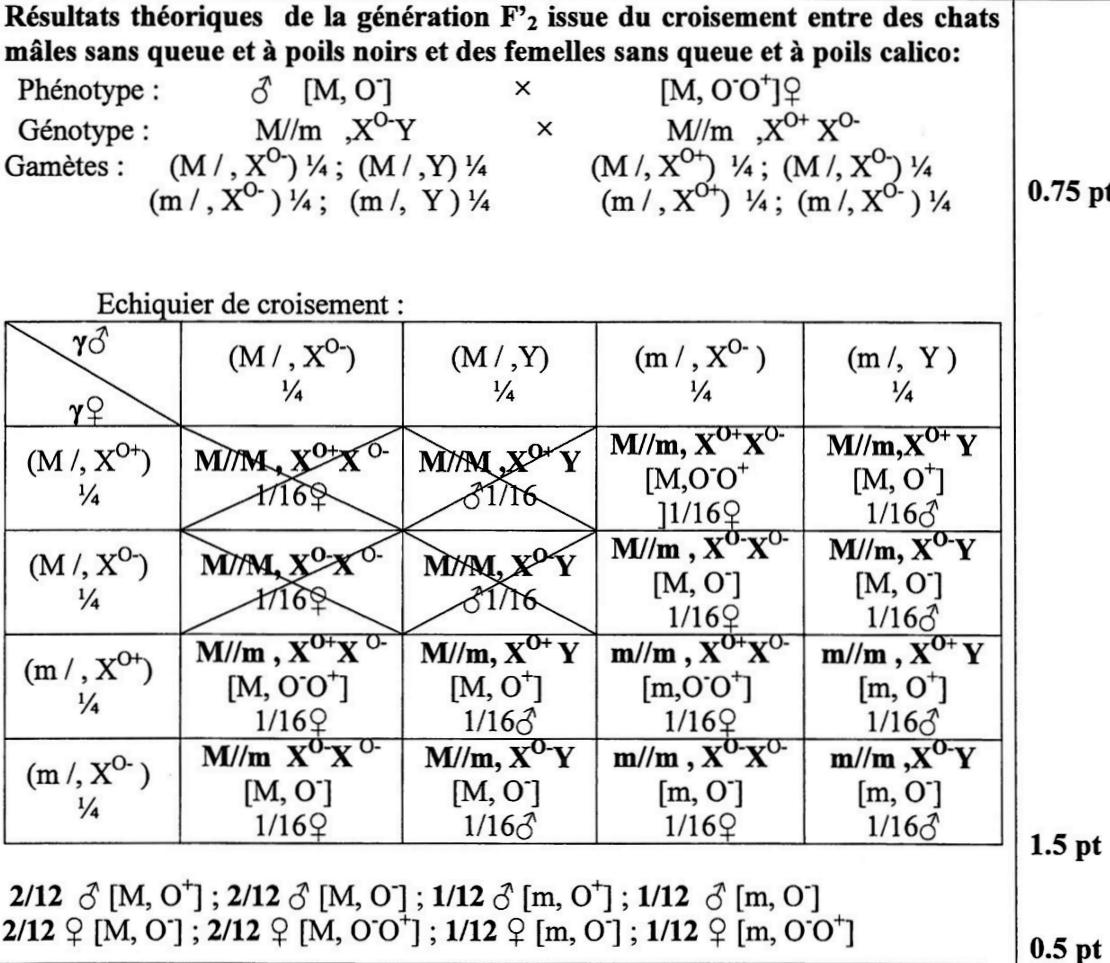 Résultats théoriques de la génération F'₂ issue du croisement entre des chats
mâles sans queue et à poils noirs et des femelles sans queue et à poils calico:
Phénotype : ♂ [M, O⁻] × [M, O⁻O⁺]♀
Génotype : M//m ,X^O-Y × M//m ,X^O+ X^O-
Gamètes : (M / , X^O-) ¼ ; (M / ,Y) ¼ (M /, X^O+) ¼ ; (M /, X^O-) ¼
(m / , X^O- ) ¼ ; (m /, Y ) ¼ (m / , X^O+) ¼ ; (m /, X^O- ) ¼
0.75 pt
Echiquier de croisement :
γ♂
γ♀
(M / , X^O-)
¼
(M / ,Y)
¼
(m / , X^O- )
¼
(m /, Y )
¼
(M /, X^O+)
¼
M//M , X^O+X^O-
1/16♀
M//M ,X^O+ Y
♂1/16
M//m, X^O+X^O-
[M,O⁻O⁺
]1/16♀
M//m,X^O+ Y
[M, O⁺]
1/16♂
(M /, X^O-)
¼
M//M, X^O-X^O-
1/16♀
M//M, X^O-Y
♂1/16
M//m , X^O-X^O-
[M, O⁻]
1/16♀
M//m, X^O-Y
[M, O⁻]
1/16♂
(m / , X^O+)
¼
M//m , X^O+X^O-
[M, O⁻O⁺]
1/16♀
M//m, X^O+ Y
[M, O⁺]
1/16♂
m//m , X^O+X^O-
[m,O⁻O⁺]
1/16♀
m//m , X^O+ Y
[m, O⁺]
1/16♂
(m /, X^O- )
¼
M//m X^O-X^O-
[M, O⁻]
1/16♀
M//m, X^O-Y
[M, O⁻]
1/16♂
m//m , X^O-X^O-
[m, O⁻]
1/16♀
m//m ,X^O-Y
[m, O⁻]
1/16♂
1.5 pt
2/12 ♂ [M, O⁺] ; 2/12 ♂ [M, O⁻] ; 1/12 ♂ [m, O⁺] ; 1/12 ♂ [m, O⁻]
2/12 ♀ [M, O⁻] ; 2/12 ♀ [M, O⁻O⁺] ; 1/12 ♀ [m, O⁻] ; 1/12 ♀ [m, O⁻O⁺]
0.5 pt